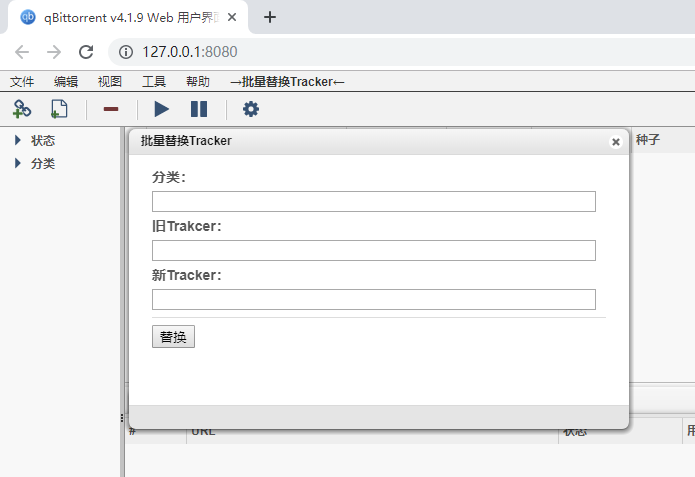 qb qBittorrent v4.1.9 Web 用户界
127.0.0.1:8080
文件 编辑 视图 工具 帮助 →批量替换Tracker←
状态
分类
批量替换Tracker
种子
分类：
旧Trakcer：
新Tracker：
替换
# URL 状态 用